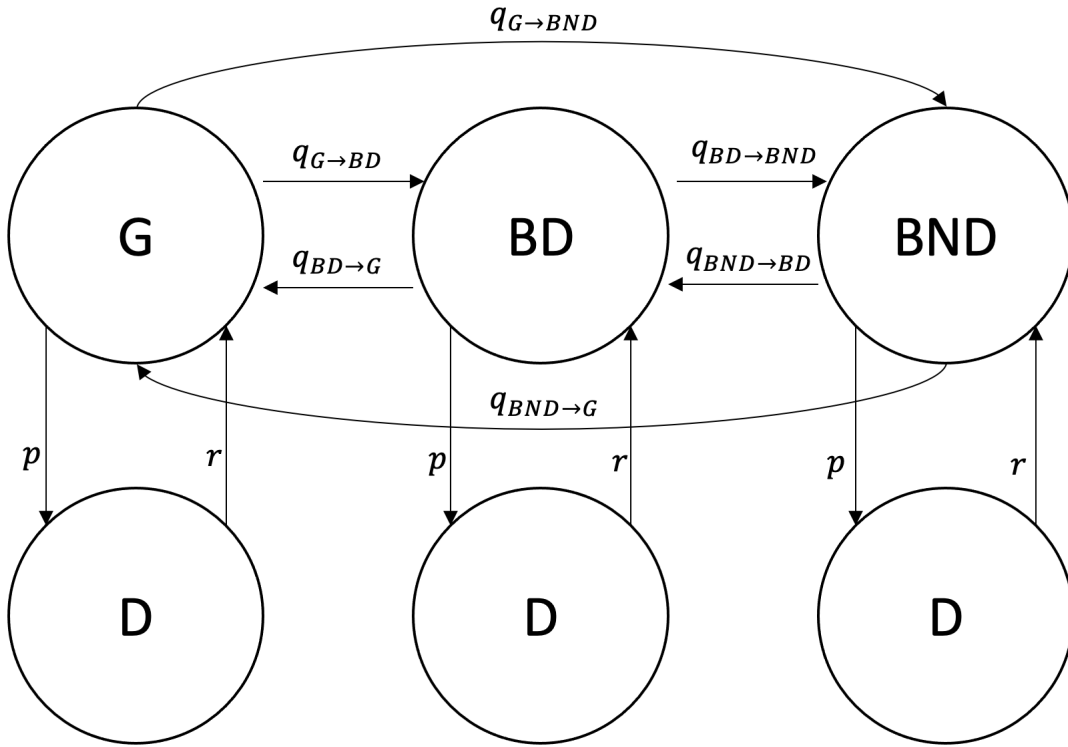 q_{G→BND}
q_{G→BD}
q_{BD→BND}
G
BD
BND
q_{BD→G}
q_{BND→BD}
q_{BND→G}
p
r
p
r
p
r
D
D
D